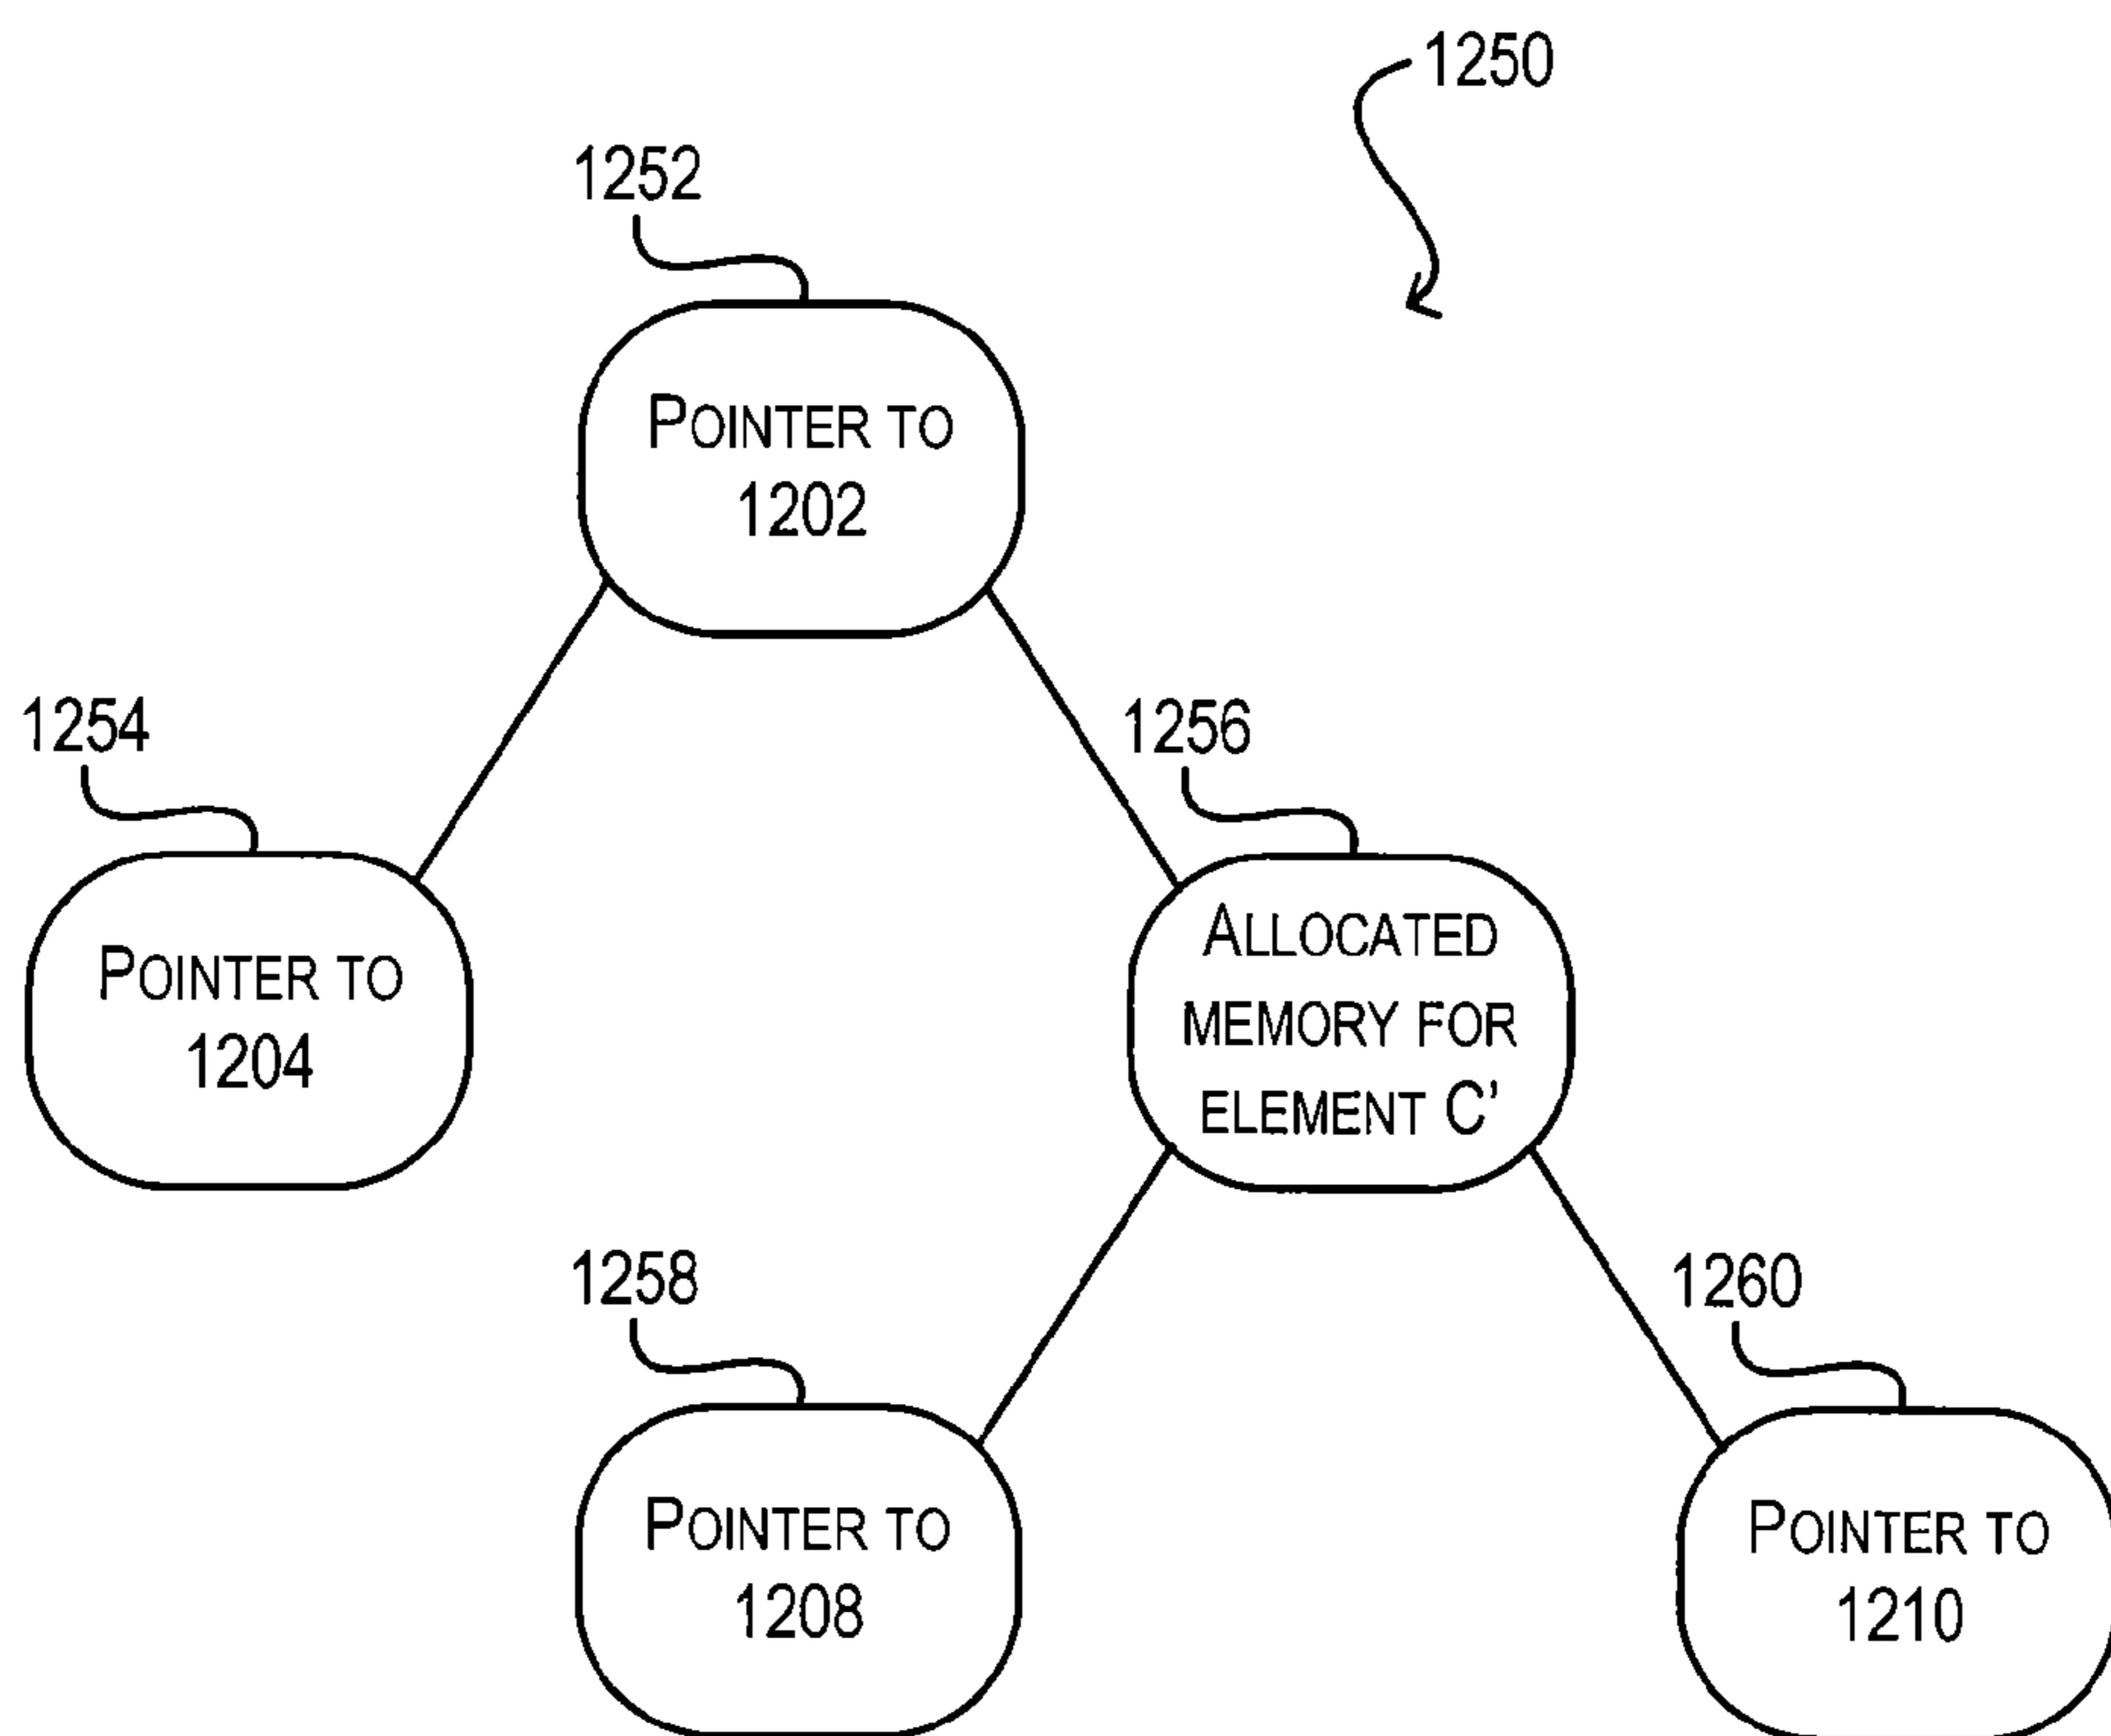 1250
1252
POINTER TO
1202
1254
POINTER TO
1204
1256
ALLOCATED
MEMORY FOR
ELEMENT C'
1258
POINTER TO
1208
1260
POINTER TO
1210